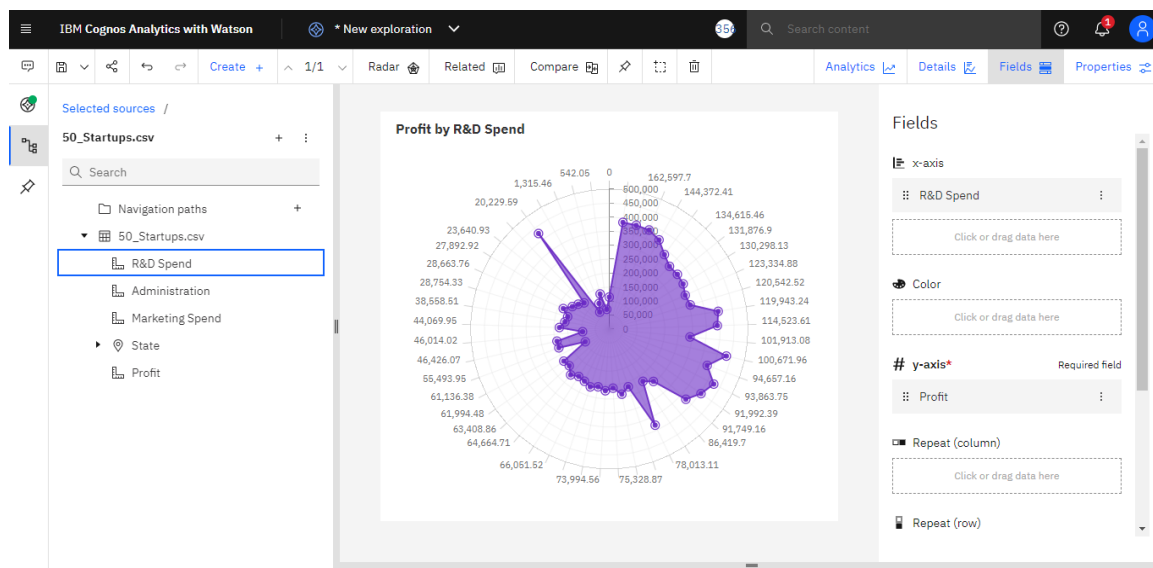 IBM Cognos Analytics with Watson
* New exploration
356
Search content
1
Create +
1/1
Radar
Related
Compare
Analytics
Details
Fields
Properties
Selected sources /
50_Startups.csv
Search
Navigation paths
50_Startups.csv
R&D Spend
Administration
Marketing Spend
State
Profit
Profit by R&D Spend
0
162,597.7
144,372.41
134,615.46
131,876.9
130,298.13
123,334.88
120,542.52
119,943.24
114,523.61
101,913.08
100,671.96
94,657.16
93,863.75
91,992.39
91,749.16
86,419.7
78,013.11
75,328.87
73,994.56
66,051.52
64,664.71
63,408.86
61,994.48
61,136.38
55,493.95
46,426.07
46,014.02
44,069.95
38,558.51
28,754.33
28,663.76
27,892.92
23,640.93
20,229.59
1,315.46
542.05
500,000
450,000
400,000
350,000
300,000
250,000
200,000
150,000
100,000
50,000
0
Fields
x-axis
R&D Spend
Click or drag data here
Color
Click or drag data here
# y-axis*
Required field
Profit
Repeat (column)
Click or drag data here
Repeat (row)